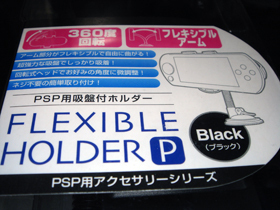 360度
回転
フレキシブル
アーム
アーム部分がフレキシブルで自由に動がせる!
超強力な吸盤でしっかり吸着!
回転式ヘッドでお好みの角度に微調整!
ネジ不要の簡単取り付け!
PSP用吸盤付ホルダー
FLEXIBLE
HOLDER P
Black
(ブラック)
PSP用アクセサリーシリーズ